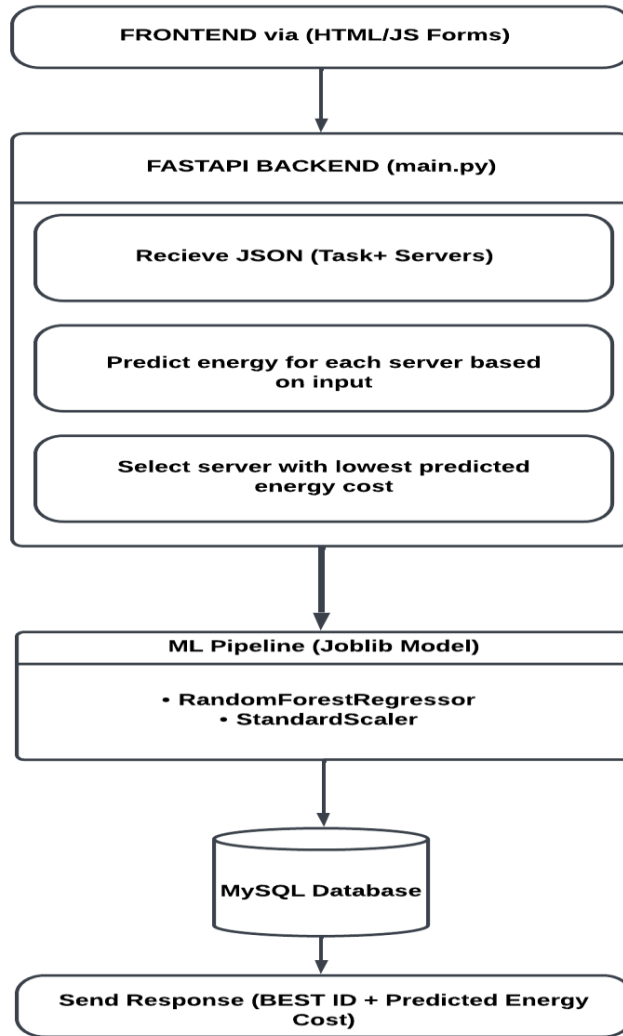 FRONTEND via (HTML/JS Forms)
FASTAPI BACKEND (main.py)
Recieve JSON (Task+ Servers)
Predict energy for each server based
on input
Select server with lowest predicted
energy cost
ML Pipeline (Joblib Model)
• RandomForestRegressor
• StandardScaler
MySQL Database
Send Response (BEST ID + Predicted Energy
Cost)